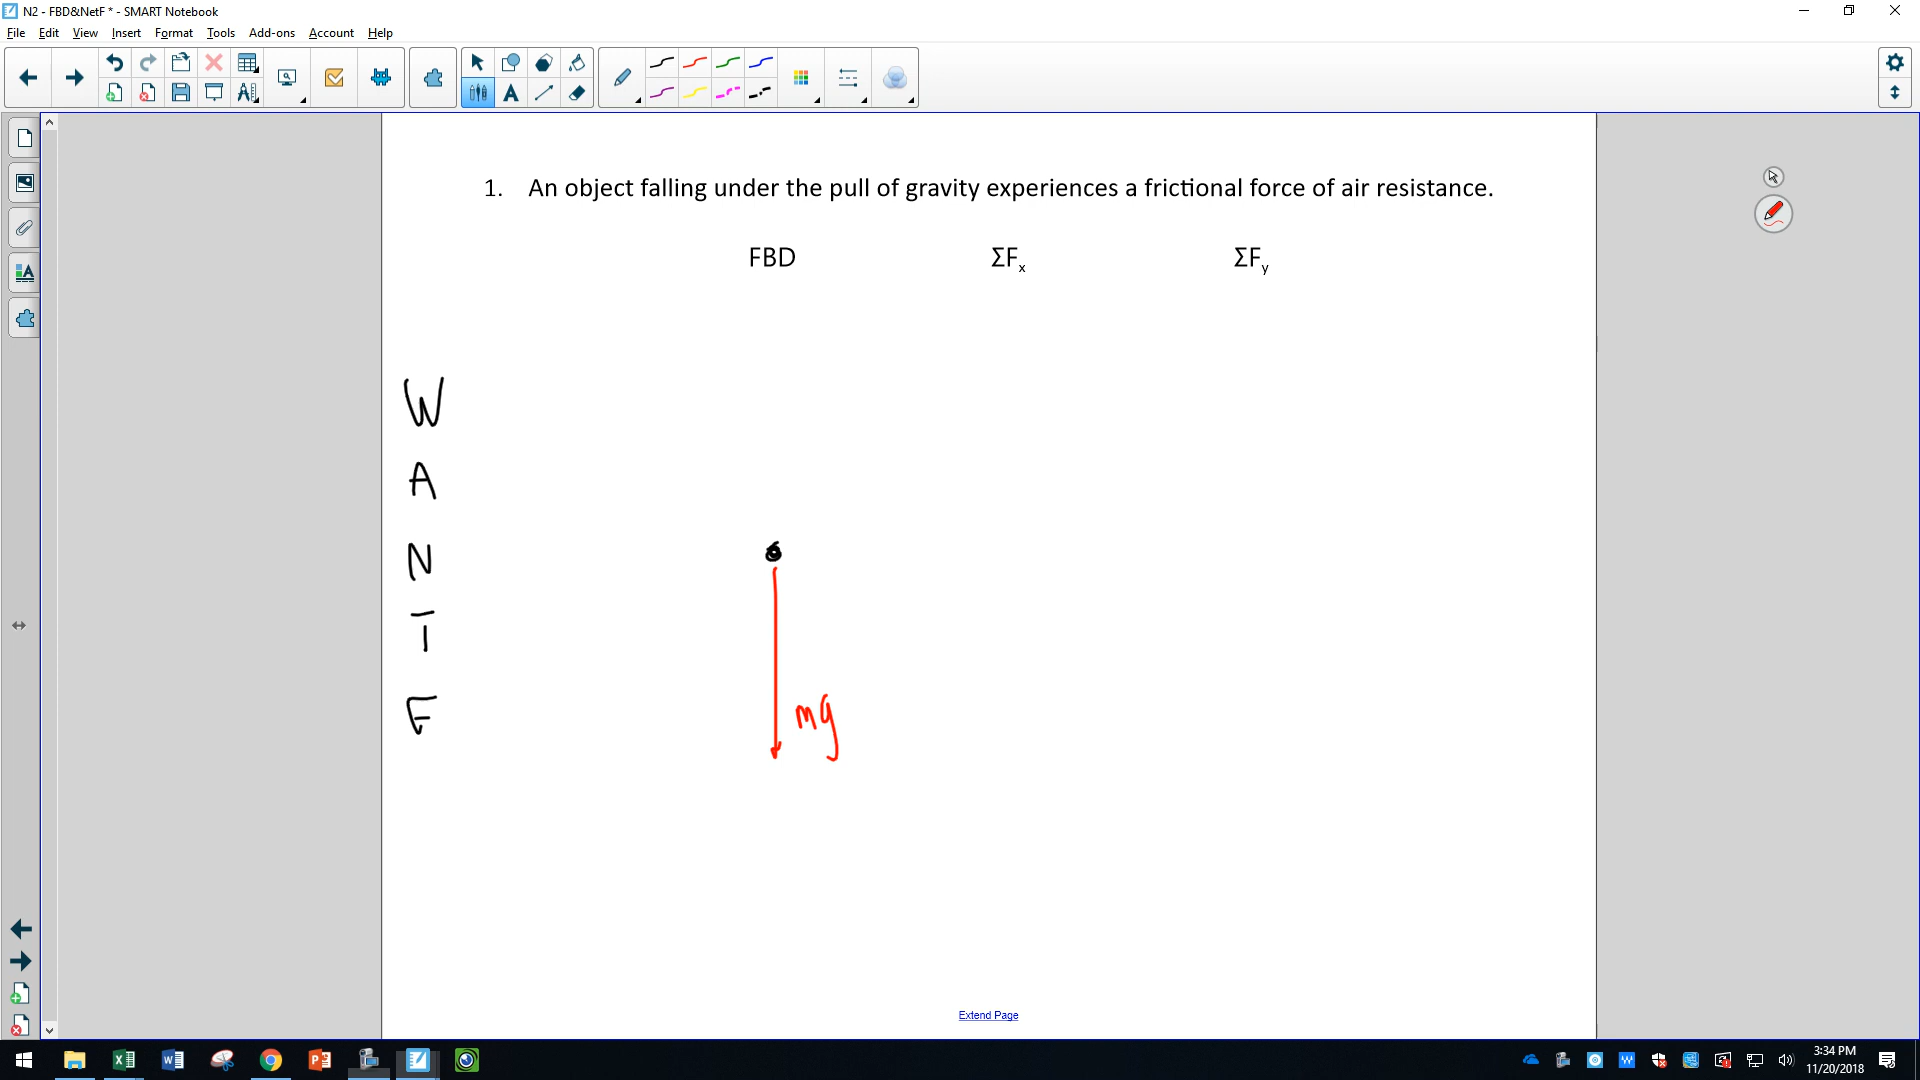 N2 - FBD&NetF * - SMART Notebook
File Edit View Insert Format Tools Add-ons Account Help
1. An object falling under the pull of gravity experiences a frictional force of air resistance.
FBD ΣFx ΣFy
W
A
N
T
F
mg
Extend Page
3:34 PM
11/20/2018